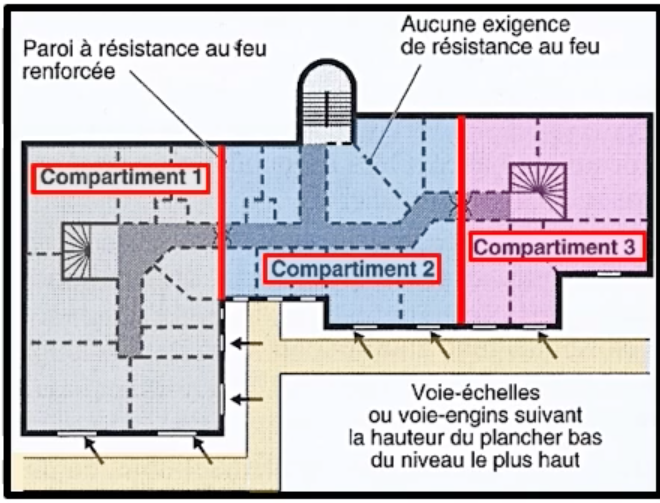 Paroi à résistance au feu
renforcée
Aucune exigence
de résistance au feu
Compartiment 1
Compartiment 2
Compartiment 3
Voie-échelles
ou voie-engins suivant
la hauteur du plancher bas
du niveau le plus haut